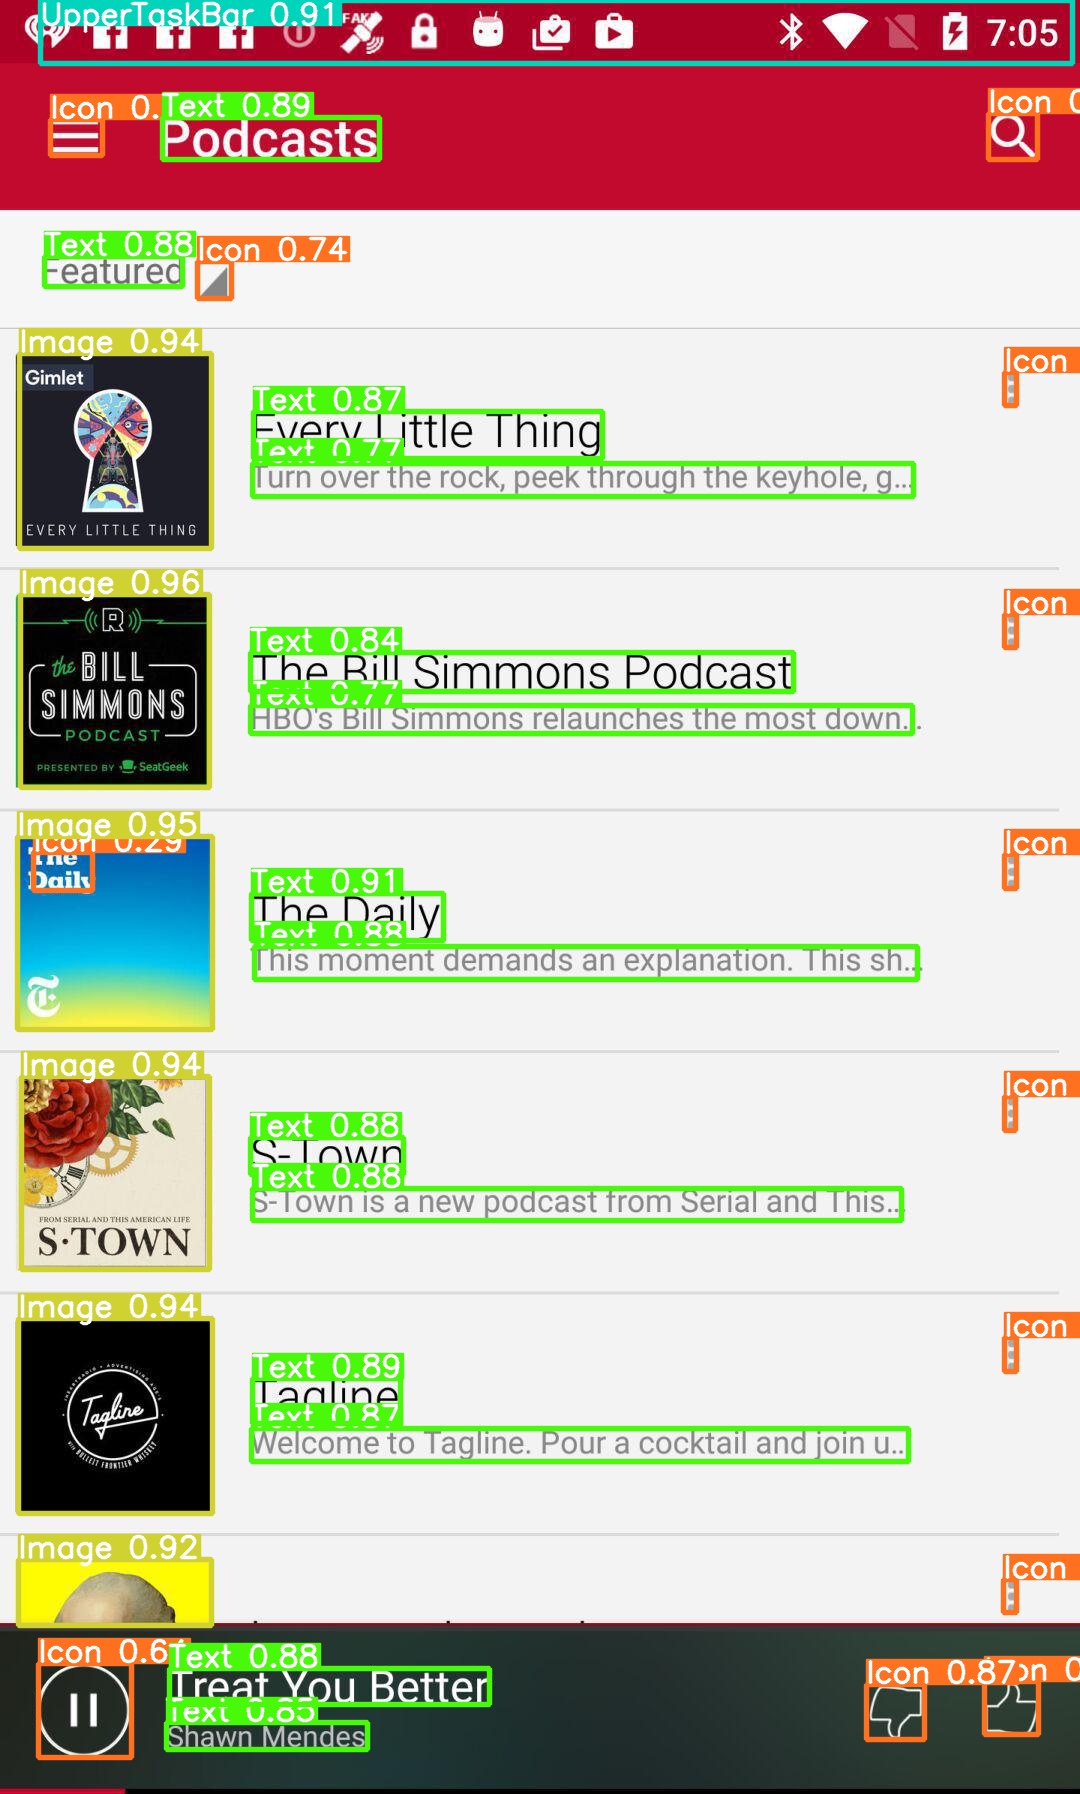 UpperTaskBar 0.91
FAKE
7:05
Icon 0.
Text 0.89
Icon
Podcasts
Text 0.88
Icon 0.74
Featured
Image 0.94
Icon
Gimlet
Text 0.87
Every Little Thing
Text 0.77
Turn over the rock, peek through the keyhole, g...
EVERY LITTLE THING
Image 0.96
Icon
the BILL
SIMMONS
PODCAST
PRESENTED BY SeatGeek
Text 0.84
The Bill Simmons Podcast
Text 0.77
HBO's Bill Simmons relaunches the most down...
Image 0.95
Icon 0.29
Icon
The
Daily
Text 0.91
The Daily
Text 0.88
This moment demands an explanation. This sh...
Image 0.94
Icon
Text 0.88
S-Town
Text 0.88
S-Town is a new podcast from Serial and This...
FROM SERIAL AND THIS AMERICAN LIFE
S·TOWN
Image 0.94
Icon
Text 0.89
Tagline
Text 0.87
Welcome to Tagline. Pour a cocktail and join u...
Tagline
Image 0.92
Icon
Icon 0.6
Text 0.88
Treat You Better
Icon 0.87
Text 0.85
Shawn Mendes